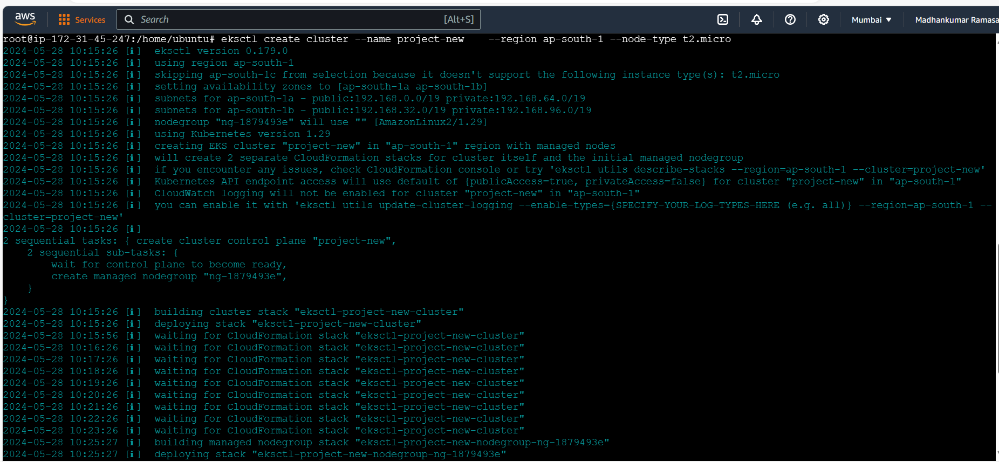 aws
Services
Search [Alt+S]
Mumbai ▼
Madhankumar Ramasa
root@ip-172-31-45-247:/home/ubuntu# eksctl create cluster --name project-new    --region ap-south-1 --node-type t2.micro
2024-05-28 10:15:26 [ℹ]  eksctl version 0.179.0
2024-05-28 10:15:26 [ℹ]  using region ap-south-1
2024-05-28 10:15:26 [ℹ]  skipping ap-south-1c from selection because it doesn't support the following instance type(s): t2.micro
2024-05-28 10:15:26 [ℹ]  setting availability zones to [ap-south-1a ap-south-1b]
2024-05-28 10:15:26 [ℹ]  subnets for ap-south-1a - public:192.168.0.0/19 private:192.168.64.0/19
2024-05-28 10:15:26 [ℹ]  subnets for ap-south-1b - public:192.168.32.0/19 private:192.168.96.0/19
2024-05-28 10:15:26 [ℹ]  nodegroup "ng-1879493e" will use "" [AmazonLinux2/1.29]
2024-05-28 10:15:26 [ℹ]  using Kubernetes version 1.29
2024-05-28 10:15:26 [ℹ]  creating EKS cluster "project-new" in "ap-south-1" region with managed nodes
2024-05-28 10:15:26 [ℹ]  will create 2 separate CloudFormation stacks for cluster itself and the initial managed nodegroup
2024-05-28 10:15:26 [ℹ]  if you encounter any issues, check CloudFormation console or try 'eksctl utils describe-stacks --region=ap-south-1 --cluster=project-new'
2024-05-28 10:15:26 [ℹ]  Kubernetes API endpoint access will use default of {publicAccess=true, privateAccess=false} for cluster "project-new" in "ap-south-1"
2024-05-28 10:15:26 [ℹ]  CloudWatch logging will not be enabled for cluster "project-new" in "ap-south-1"
2024-05-28 10:15:26 [ℹ]  you can enable it with 'eksctl utils update-cluster-logging --enable-types={SPECIFY-YOUR-LOG-TYPES-HERE (e.g. all)} --region=ap-south-1 --
cluster=project-new'
2024-05-28 10:15:26 [ℹ]
2 sequential tasks: { create cluster control plane "project-new",
    2 sequential sub-tasks: {
        wait for control plane to become ready,
        create managed nodegroup "ng-1879493e",
    }
}
2024-05-28 10:15:26 [ℹ]  building cluster stack "eksctl-project-new-cluster"
2024-05-28 10:15:26 [ℹ]  deploying stack "eksctl-project-new-cluster"
2024-05-28 10:15:56 [ℹ]  waiting for CloudFormation stack "eksctl-project-new-cluster"
2024-05-28 10:16:26 [ℹ]  waiting for CloudFormation stack "eksctl-project-new-cluster"
2024-05-28 10:17:26 [ℹ]  waiting for CloudFormation stack "eksctl-project-new-cluster"
2024-05-28 10:18:26 [ℹ]  waiting for CloudFormation stack "eksctl-project-new-cluster"
2024-05-28 10:19:26 [ℹ]  waiting for CloudFormation stack "eksctl-project-new-cluster"
2024-05-28 10:20:26 [ℹ]  waiting for CloudFormation stack "eksctl-project-new-cluster"
2024-05-28 10:21:26 [ℹ]  waiting for CloudFormation stack "eksctl-project-new-cluster"
2024-05-28 10:22:26 [ℹ]  waiting for CloudFormation stack "eksctl-project-new-cluster"
2024-05-28 10:23:26 [ℹ]  waiting for CloudFormation stack "eksctl-project-new-cluster"
2024-05-28 10:25:27 [ℹ]  building managed nodegroup stack "eksctl-project-new-nodegroup-ng-1879493e"
2024-05-28 10:25:27 [ℹ]  deploying stack "eksctl-project-new-nodegroup-ng-1879493e"